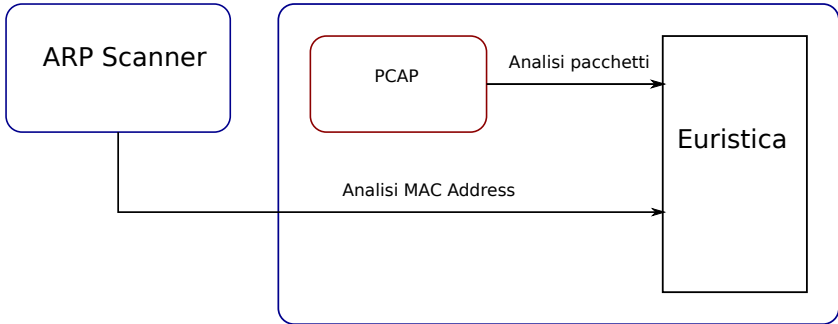 ARP Scanner
PCAP
Analisi pacchetti
Euristica
Analisi MAC Address